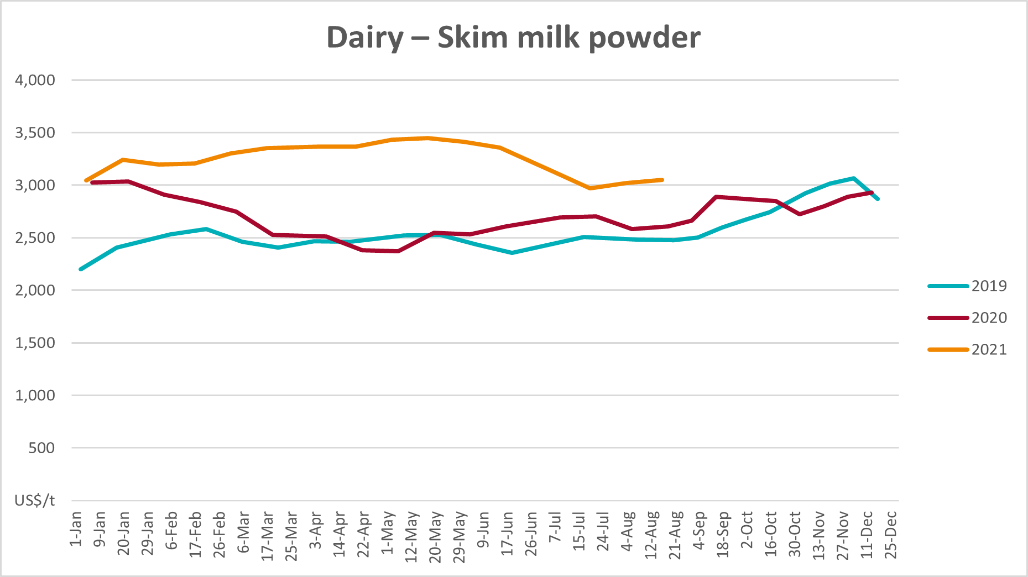 Dairy – Skim milk powder
4,000
3,500
3,000
2,500
2,000
1,500
1,000
500
US$/t
1-Jan
9-Jan
20-Jan
29-Jan
6-Feb
17-Feb
26-Feb
17-Mar
25-Mar
3-Apr
14-Apr
22-Apr
1-May
12-May
20-May
29-May
9-Jun
17-Jun
26-Jun
7-Jul
15-Jul
24-Jul
4-Aug
12-Aug
21-Aug
4-Sep
18-Sep
2-Oct
16-Oct
30-Oct
13-Nov
27-Nov
11-Dec
25-Dec
2019
2020
2021